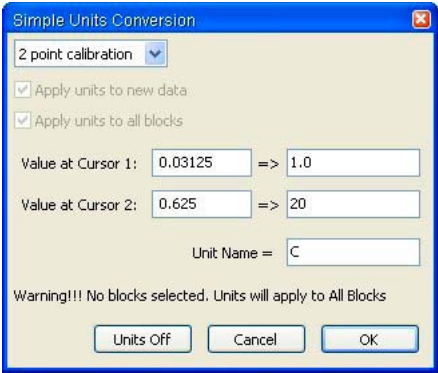 Simple Units Conversion
2 point calibration
Apply units to new data
Apply units to all blocks
Value at Cursor 1: 0.03125 => 1.0
Value at Cursor 2: 0.625 => 20
Unit Name = C
Warning!!! No blocks selected. Units will apply to All Blocks
Units Off Cancel OK